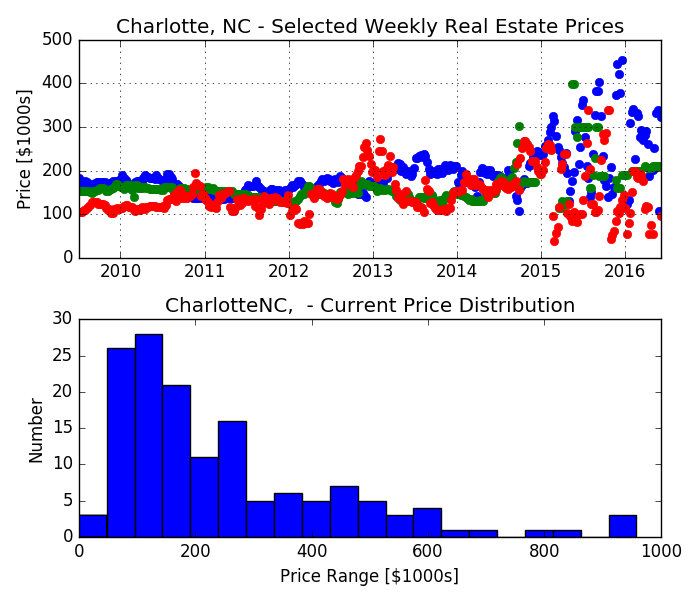 Charlotte, NC - Selected Weekly Real Estate Prices
500
400
300
200
100
0
Price [$1000s]
2010 2011 2012 2013 2014 2015 2016
CharlotteNC,  - Current Price Distribution
30
25
20
15
10
5
0
Number
0 200 400 600 800 1000
Price Range [$1000s]